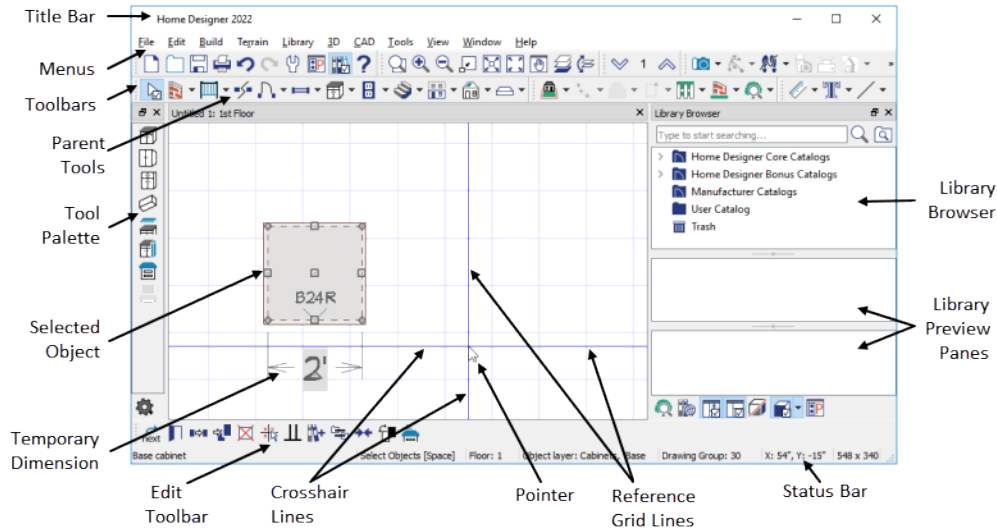 Title Bar
Home Designer 2022
File Edit Build Terrain Library 3D CAD Tools View Window Help
Menus
1
Toolbars
Untitled 1: 1st Floor
Library Browser
Type to start searching...
Parent
Tools
Home Designer Core Catalogs
Home Designer Bonus Catalogs
Manufacturer Catalogs
User Catalog
Trash
Library
Browser
Tool
Palette
B24R
Selected
Object
Library
Preview
Panes
2'
Temporary
Dimension
next
Base cabinet
Select Objects [Space] Floor: 1 Object layer: Cabinets, Base Drawing Group: 30 X: 54", Y: -15" 548 x 340
Edit
Toolbar
Crosshair
Lines
Pointer
Reference
Grid Lines
Status Bar